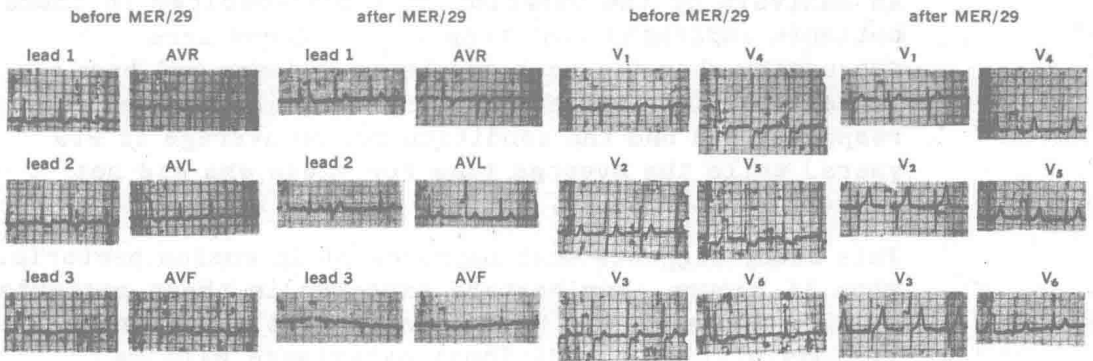 before MER/29 after MER/29 before MER/29 after MER/29
lead 1 AVR lead 1 AVR V₁ V₄ V₁ V₄
lead 2 AVL lead 2 AVL V₂ V₅ V₂ V₅
lead 3 AVF lead 3 AVF V₃ V₆ V₃ V₆